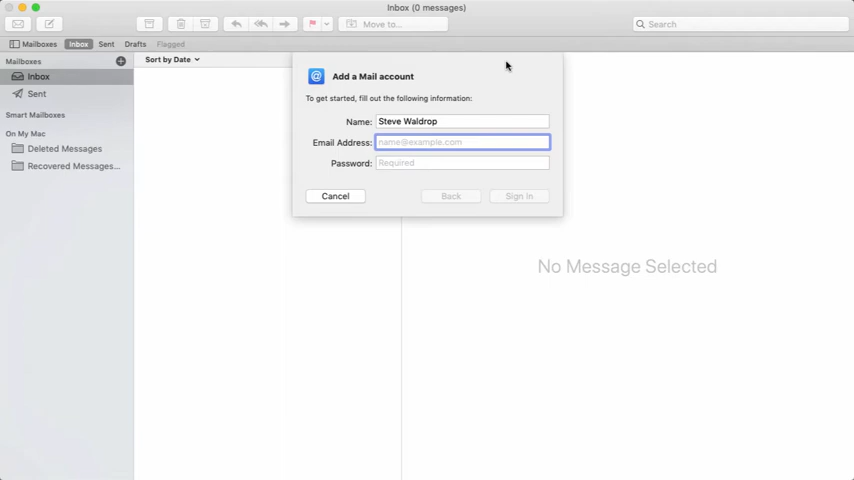 Inbox (0 messages)
Move to...
Search
Mailboxes Inbox Sent Drafts Flagged
Mailboxes
Inbox
Sent
Smart Mailboxes
On My Mac
Deleted Messages
Recovered Messages...
Sort by Date
Add a Mail account
To get started, fill out the following information:
Name: Steve Waldrop
Email Address: name@example.com
Password: Required
Cancel Back Sign In
No Message Selected